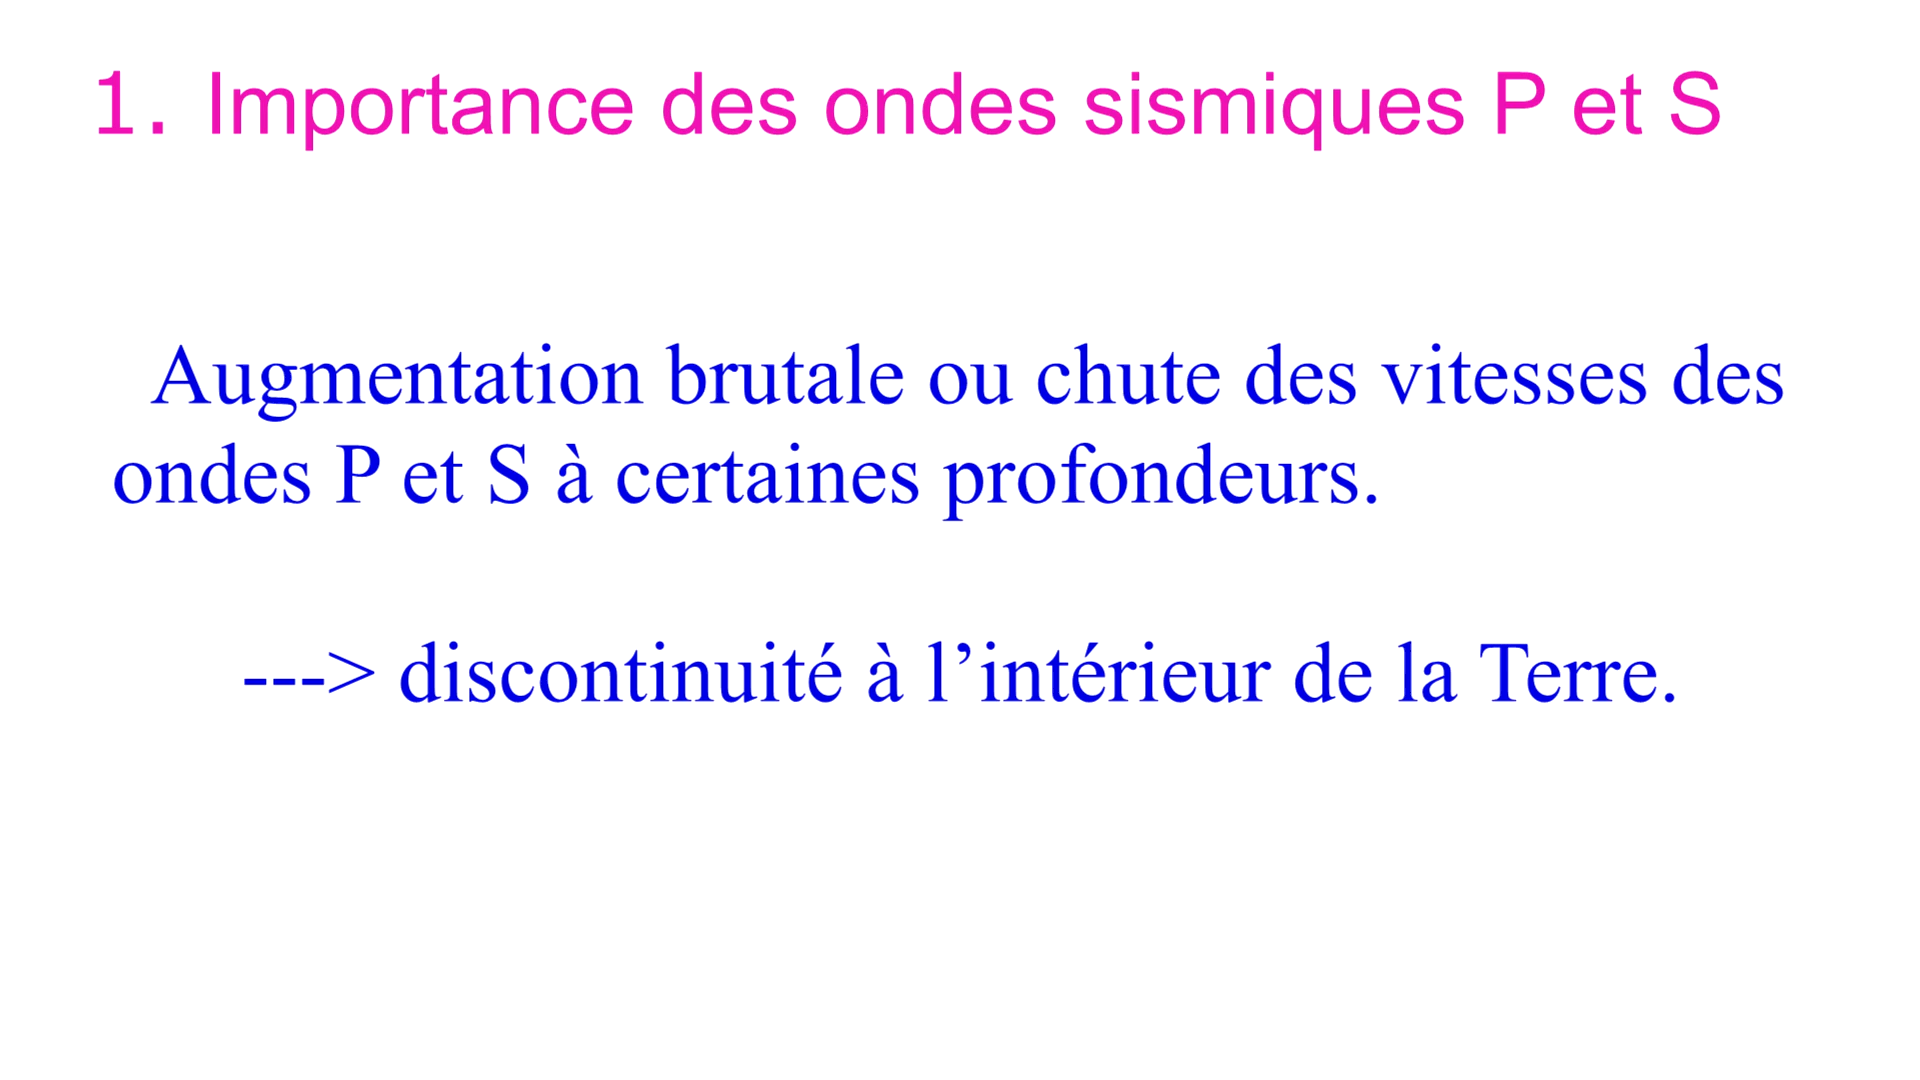 1. Importance des ondes sismiques P et S
Augmentation brutale ou chute des vitesses des
ondes P et S à certaines profondeurs.
---> discontinuité à l’intérieur de la Terre.